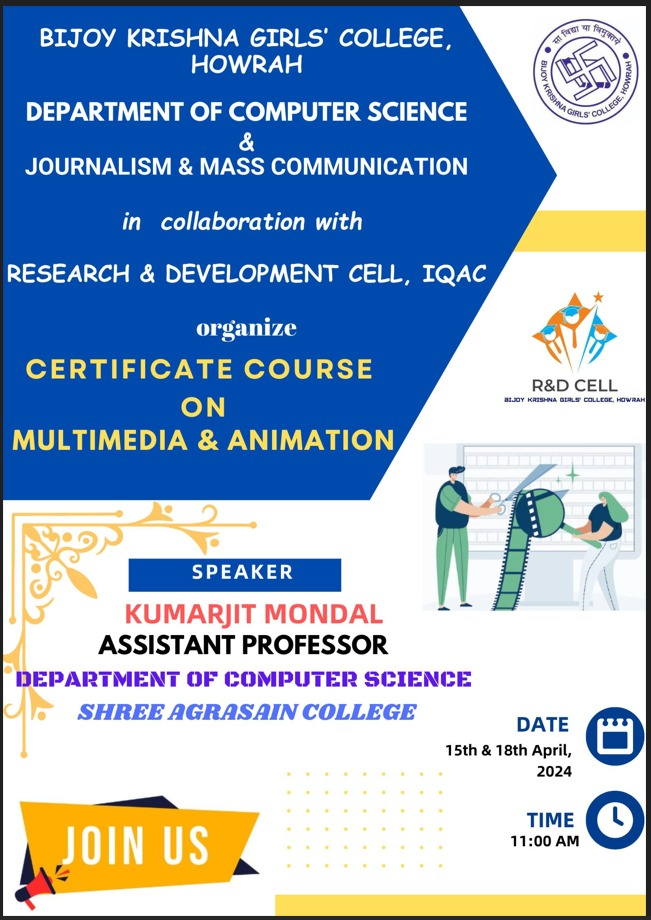 BIJOY KRISHNA GIRLS' COLLEGE,
HOWRAH
DEPARTMENT OF COMPUTER SCIENCE
&
JOURNALISM & MASS COMMUNICATION
in collaboration with
RESEARCH & DEVELOPMENT CELL, IQAC
organize
CERTIFICATE COURSE
ON
MULTIMEDIA & ANIMATION
सा विद्या या विमुक्तये
BIJOY KRISHNA GIRLS' COLLEGE, HOWRAH
R&D CELL
BIJOY KRISHNA GIRLS' COLLEGE, HOWRAH
SPEAKER
KUMARJIT MONDAL
ASSISTANT PROFESSOR
DEPARTMENT OF COMPUTER SCIENCE
SHREE AGRASAIN COLLEGE
DATE
15th & 18th April,
2024
TIME
11:00 AM
JOIN US